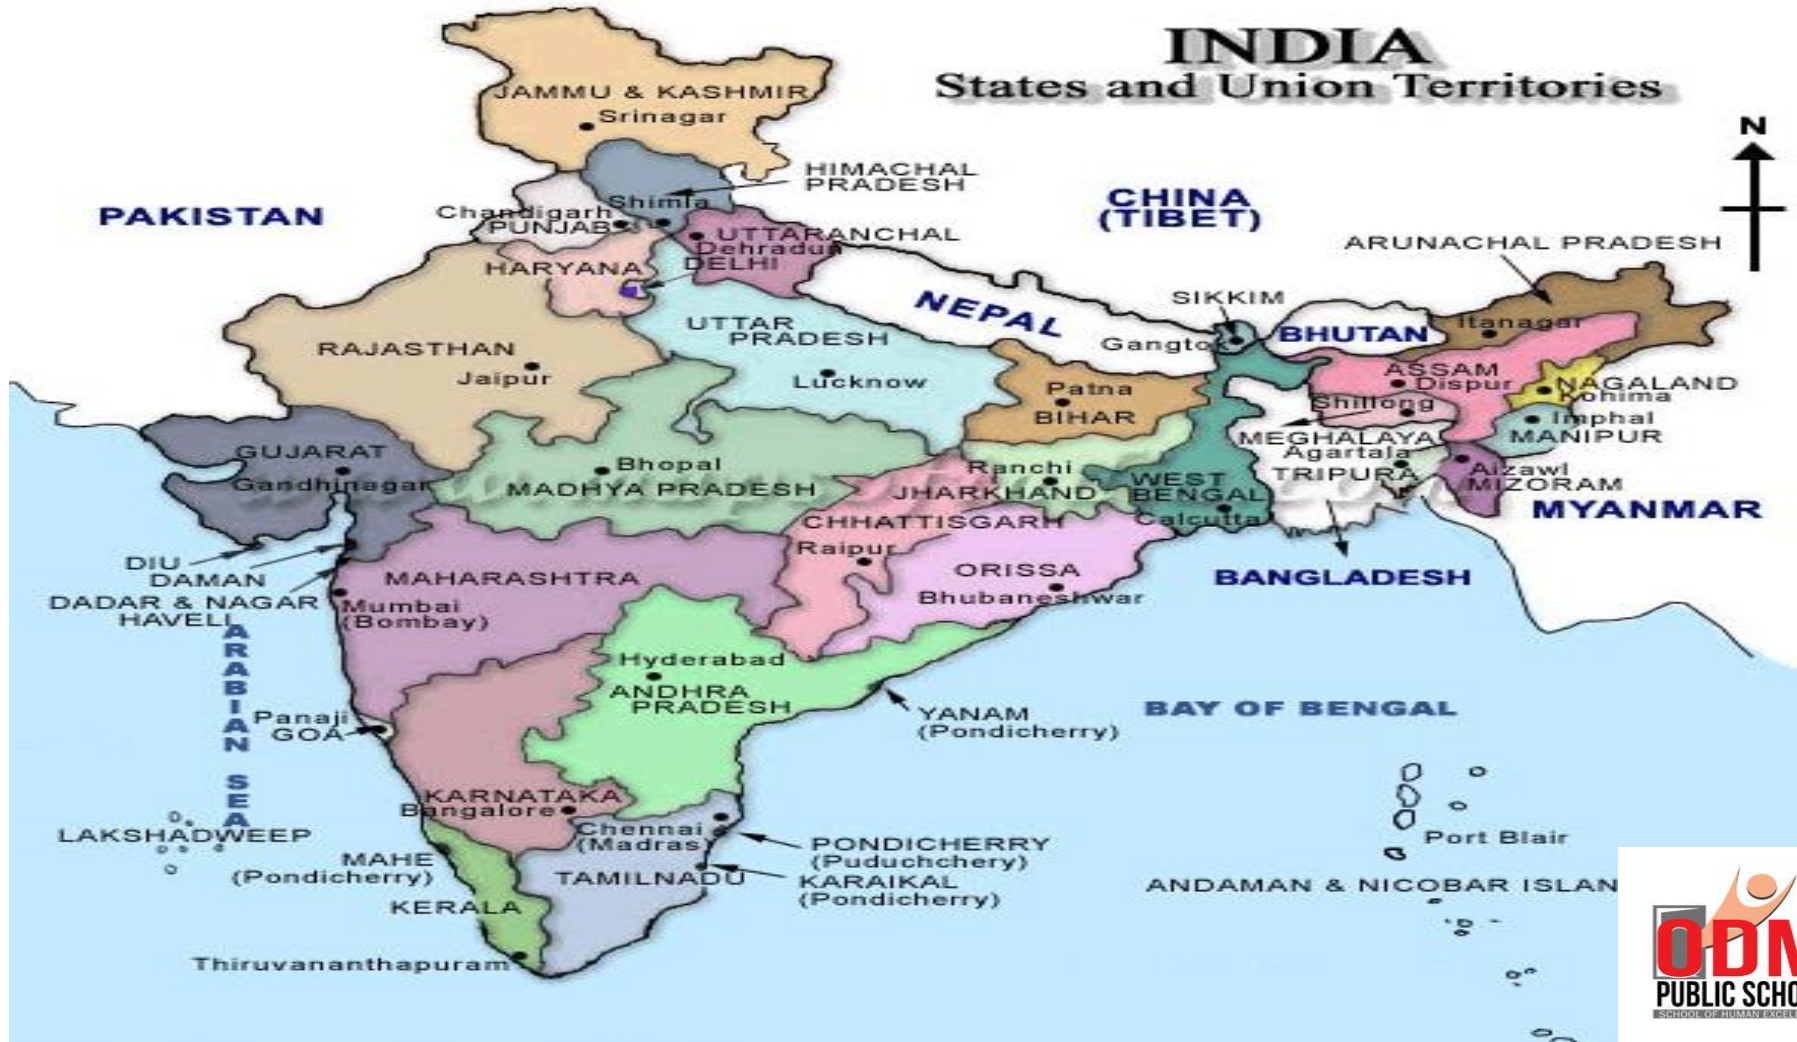 INDIA
States and Union Territories
N
JAMMU & KASHMIR
Srinagar
HIMACHAL
PRADESH
PAKISTAN
CHINA
(TIBET)
Shimla
Chandigarh
PUNJAB
UTTARANCHAL
Dehradun
DELHI
ARUNACHAL PRADESH
HARYANA
NEPAL
SIKKIM
BHUTAN
Itanagar
UTTAR
PRADESH
Gangtok
RAJASTHAN
Jaipur
Lucknow
Patna
BIHAR
ASSAM
Dispur
NAGALAND
Kohima
Shillong
Imphal
MANIPUR
MEGHALAYA
Agartala
TRIPURA
GUJARAT
Gandhinagar
Bhopal
MADHYA PRADESH
Ranchi
JHARKHAND
WEST
BENGAL
Calcutta
Aizawl
MIZORAM
MYANMAR
CHHATTISGARH
Raipur
DIU
DAMAN
DADAR & NAGAR
HAVELI
MAHARASHTRA
Mumbai
(Bombay)
ORISSA
Bhubaneshwar
BANGLADESH
ARABIAN SEA
Hyderabad
ANDHRA
PRADESH
Panaji
GOA
YANAM
(Pondicherry)
BAY OF BENGAL
KARNATAKA
Bangalore
Chennai
(Madras)
LAKSHADWEEP
MAHE
(Pondicherry)
PONDICHERRY
(Puduchchery)
KARAIKAL
(Pondicherry)
TAMILNADU
KERALA
Thiruvananthapuram
Port Blair
ANDAMAN & NICOBAR ISLAN
ODM
PUBLIC SCHO
SCHOOL OF HUMAN EXCEL